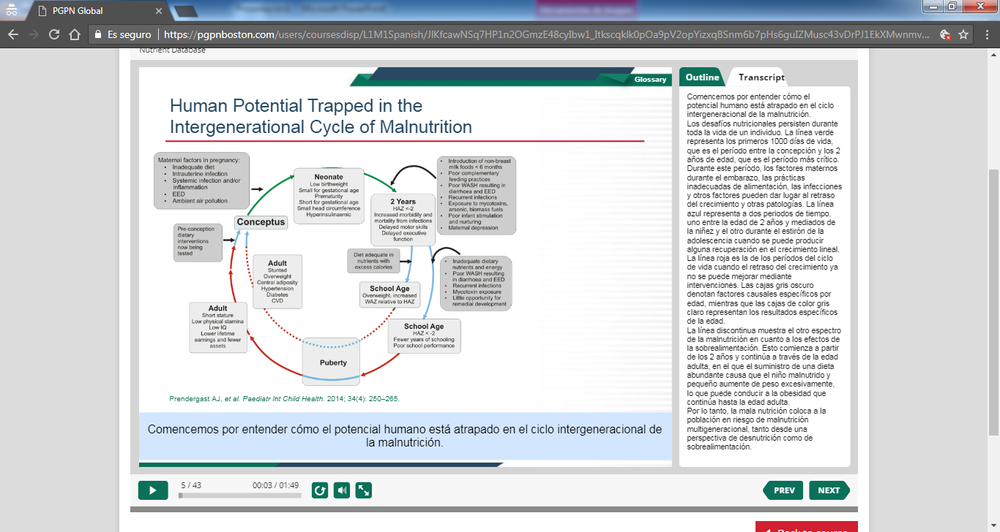 PGPN Global
Es seguro
https://pgpnboston.com/users/coursesdisp/L1M1Spanish/
Nutrient Database
Glossary
Human Potential Trapped in the
Intergenerational Cycle of Malnutrition
Maternal factors in pregnancy:
• Inadequate diet
• Intrauterine infection
• Systemic infection and/or
inflammation
• EED
• Ambient air pollution
Neonate
Low birthweight
Small for gestational age
Prematurity
Short for gestational age
Small head circumference
Hyperinsulinaemic
2 Years
HAZ <-2
Increased morbidity and
mortality from infections
Delayed motor skills
Delayed executive
function
• Introduction of non-breast
milk foods < 6 months
• Poor complementary
feeding practices
• Poor WASH resulting in
diarrhoea and EED
• Recurrent infections
• Exposure to mycotoxins,
arsenic, biomass fuels
• Poor infant stimulation
and nurturing
• Maternal depression
Conceptus
Pre-conception
dietary
interventions
now being
tested
Adult
Stunted
Overweight
Central adiposity
Hypertension
Diabetes
CVD
Diet adequate in
nutrients with
excess calories
• Inadequate dietary
nutrients and energy
• Poor WASH resulting
in diarrhoea and EED
• Recurrent infections
• Mycotoxin exposure
• Little opportunity for
remedial development
School Age
Overweight, increased
WAZ relative to HAZ
Adult
Short stature
Low physical stamina
Low IQ
Lower lifetime
earnings and fewer
assets
School Age
HAZ < -2
Fewer years of schooling
Poor school performance
Puberty
Prendergast AJ, et al. Paediatr Int Child Health. 2014; 34(4): 250–265.
Comencemos por entender cómo el potencial humano está atrapado en el ciclo intergeneracional de
la malnutrición.
5 / 43
00:03 / 01:49
Outline
Transcript
Comencemos por entender cómo el
potencial humano está atrapado en el ciclo
intergeneracional de la malnutrición.
Los desafíos nutricionales persisten durante
toda la vida de un individuo. La línea verde
representa los primeros 1000 días de vida,
que es el período entre la concepción y los 2
años de edad, que es el período más crítico.
Durante este período, los factores maternos
durante el embarazo, las prácticas
inadecuadas de alimentación, las infecciones
y otros factores pueden dar lugar al retraso
del crecimiento y otras patologías. La línea
azul representa a dos periodos de tiempo,
uno entre la edad de 2 años y mediados de
la niñez y el otro durante el estirón de la
adolescencia cuando se puede producir
alguna recuperación en el crecimiento lineal.
La línea roja es la de los períodos del ciclo
de vida cuando el retraso del crecimiento ya
no se puede mejorar mediante
intervenciones. Las cajas gris oscuro
denotan factores causales específicos por
edad, mientras que las cajas de color gris
claro representan los resultados específicos
de la edad.
La línea discontinua muestra el otro espectro
de la malnutrición en cuanto a los efectos de
la sobrealimentación. Esto comienza a partir
de los 2 años y continúa a través de la edad
adulta, en el que el suministro de una dieta
abundante causa que el niño malnutrido y
pequeño aumente de peso excesivamente,
lo que puede conducir a la obesidad que
continúa hasta la edad adulta.
Por lo tanto, la mala nutrición coloca a la
población en riesgo de malnutrición
multigeneracional, tanto desde una
perspectiva de desnutrición como de
sobrealimentación.
PREV
NEXT
Back to course